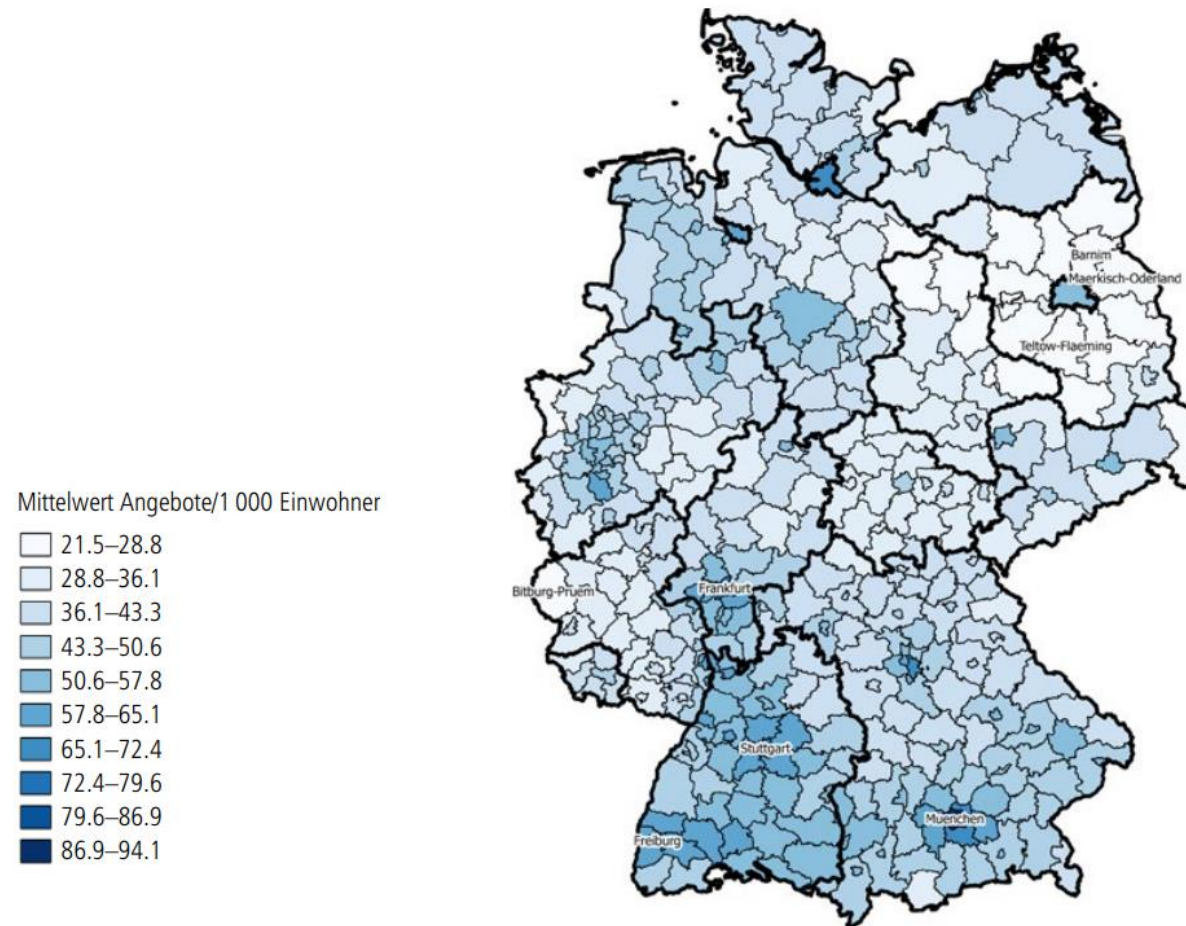 Mittelwert Angebote/1 000 Einwohner
21.5–28.8
28.8–36.1
36.1–43.3
43.3–50.6
50.6–57.8
57.8–65.1
65.1–72.4
72.4–79.6
79.6–86.9
86.9–94.1
Barnim
Maerkisch-Oderland
Teltow-Flaeming
Bitburg-Pruem
Frankfurt
Stuttgart
Muenchen
Freiburg